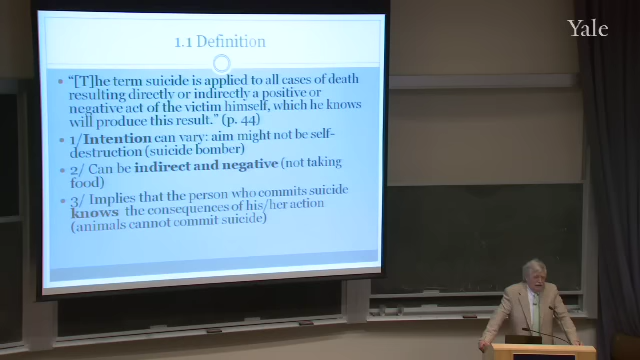 Yale
1.1 Definition
• "[T]he term suicide is applied to all cases of death
resulting directly or indirectly a positive or
negative act of the victim himself, which he knows
will produce this result." (p. 44)
• 1/ Intention can vary: aim might not be self-
destruction (suicide bomber)
• 2/ Can be indirect and negative (not taking
food)
• 3/ Implies that the person who commits suicide
knows the consequences of his/her action
(animals cannot commit suicide)